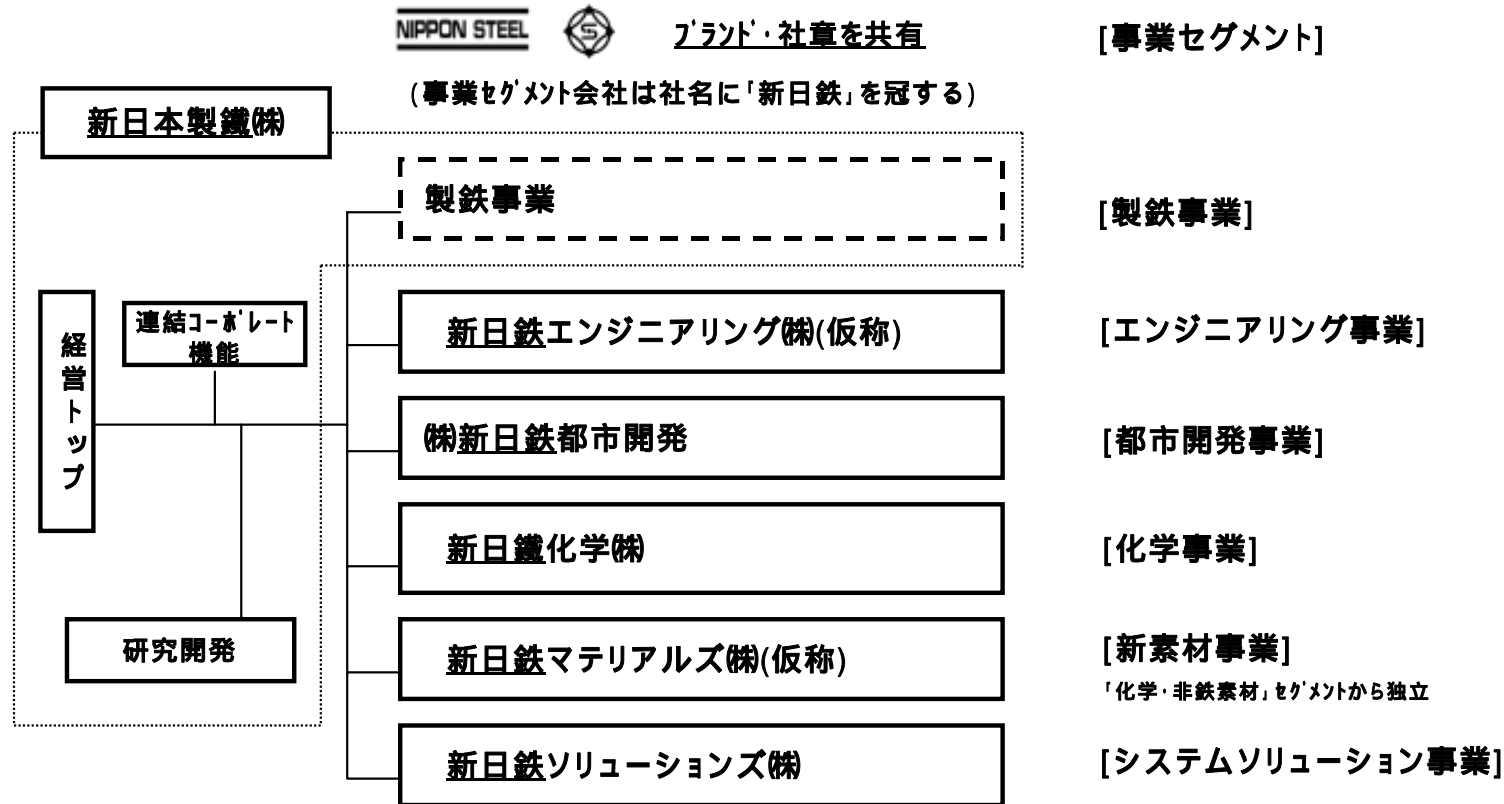 NIPPON STEEL
ﾌﾞﾗﾝﾄﾞ・社章を共有
[事業セグメント]
(事業ｾｸﾞﾒﾝﾄ会社は社名に｢新日鉄｣を冠する)
新日本製鐵㈱
製鉄事業
[製鉄事業]
経営トップ
連結ｺｰﾎﾟﾚｰﾄ
機能
新日鉄エンジニアリング㈱(仮称)
[エンジニアリング事業]
㈱新日鉄都市開発
[都市開発事業]
新日鐵化学㈱
[化学事業]
研究開発
新日鉄マテリアルズ㈱(仮称)
[新素材事業]
｢化学・非鉄素材｣ｾｸﾞﾒﾝﾄから独立
新日鉄ソリューションズ㈱
[システムソリューション事業]